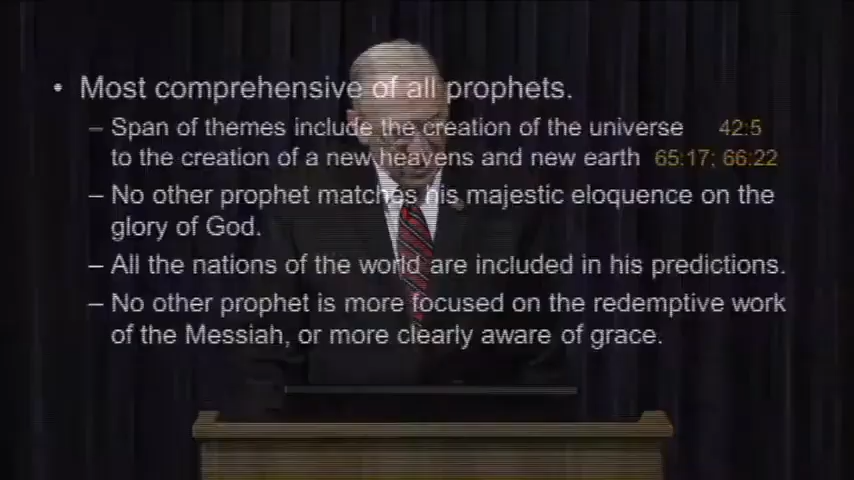 • Most comprehensive of all prophets.
– Span of themes include the creation of the universe 42:5
to the creation of a new heavens and new earth 65:17; 66:22
– No other prophet matches his majestic eloquence on the
glory of God.
– All the nations of the world are included in his predictions.
– No other prophet is more focused on the redemptive work
of the Messiah, or more clearly aware of grace.